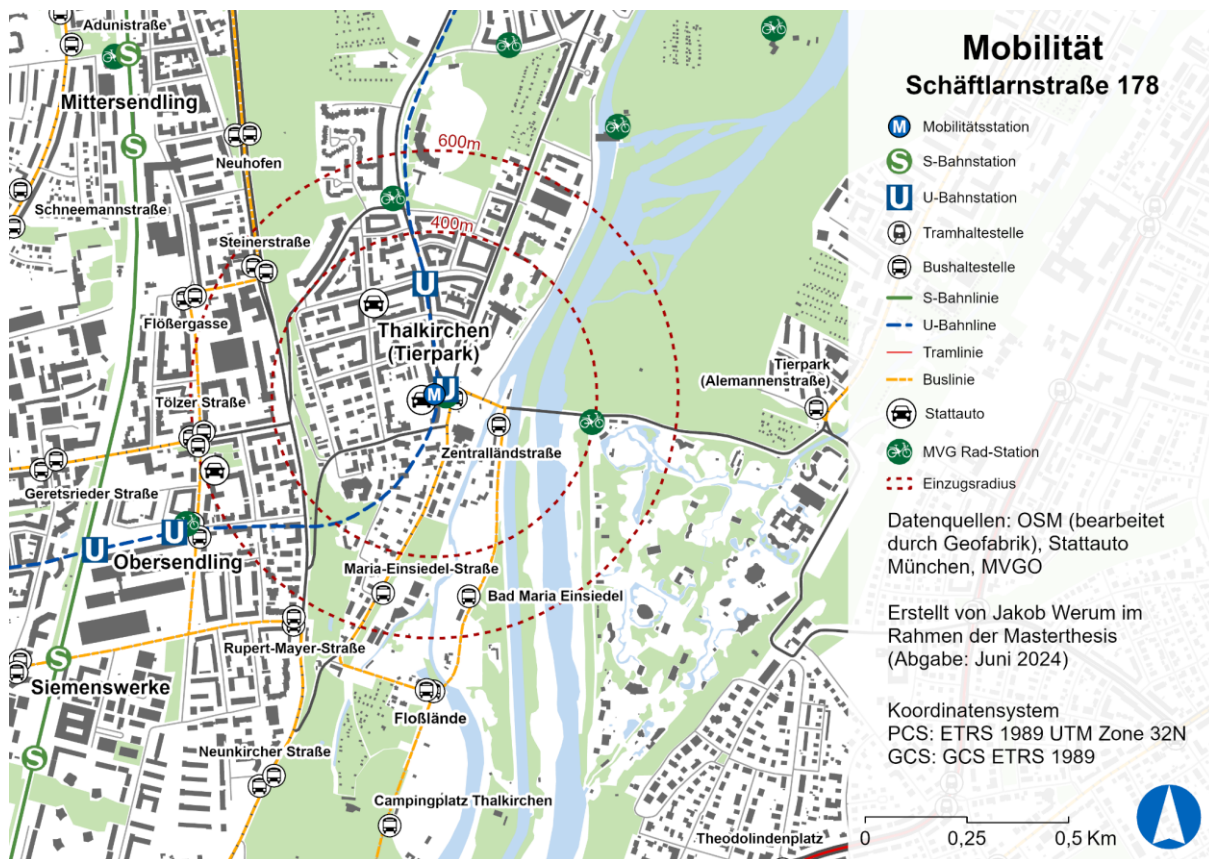 Adunistraße
S
Mittersendling
S
Neuhofen
Schneemannstraße
600m
Steinerstraße
400m
U
Flößergasse
Thalkirchen
(Tierpark)
Tierpark
(Alemannenstraße)
M
U
Tölzer Straße
Zentralländstraße
Geretsrieder Straße
U
U
Obersendling
Maria-Einsiedel-Straße
Bad Maria Einsiedel
Rupert-Mayer-Straße
S
Siemenswerke
Floßlände
Neunkircher Straße
S
Campingplatz Thalkirchen
Theodolindenplatz
Mobilität
Schäftlarnstraße 178
M Mobilitätsstation
S S-Bahnstation
U U-Bahnstation
Tramhaltestelle
Bushaltestelle
S-Bahnlinie
U-Bahnline
Tramlinie
Buslinie
Stattauto
MVG Rad-Station
Einzugsradius
Datenquellen: OSM (bearbeitet
durch Geofabrik), Stattauto
München, MVGO
Erstellt von Jakob Werum im
Rahmen der Masterthesis
(Abgabe: Juni 2024)
Koordinatensystem
PCS: ETRS 1989 UTM Zone 32N
GCS: GCS ETRS 1989
0 0,25 0,5 Km